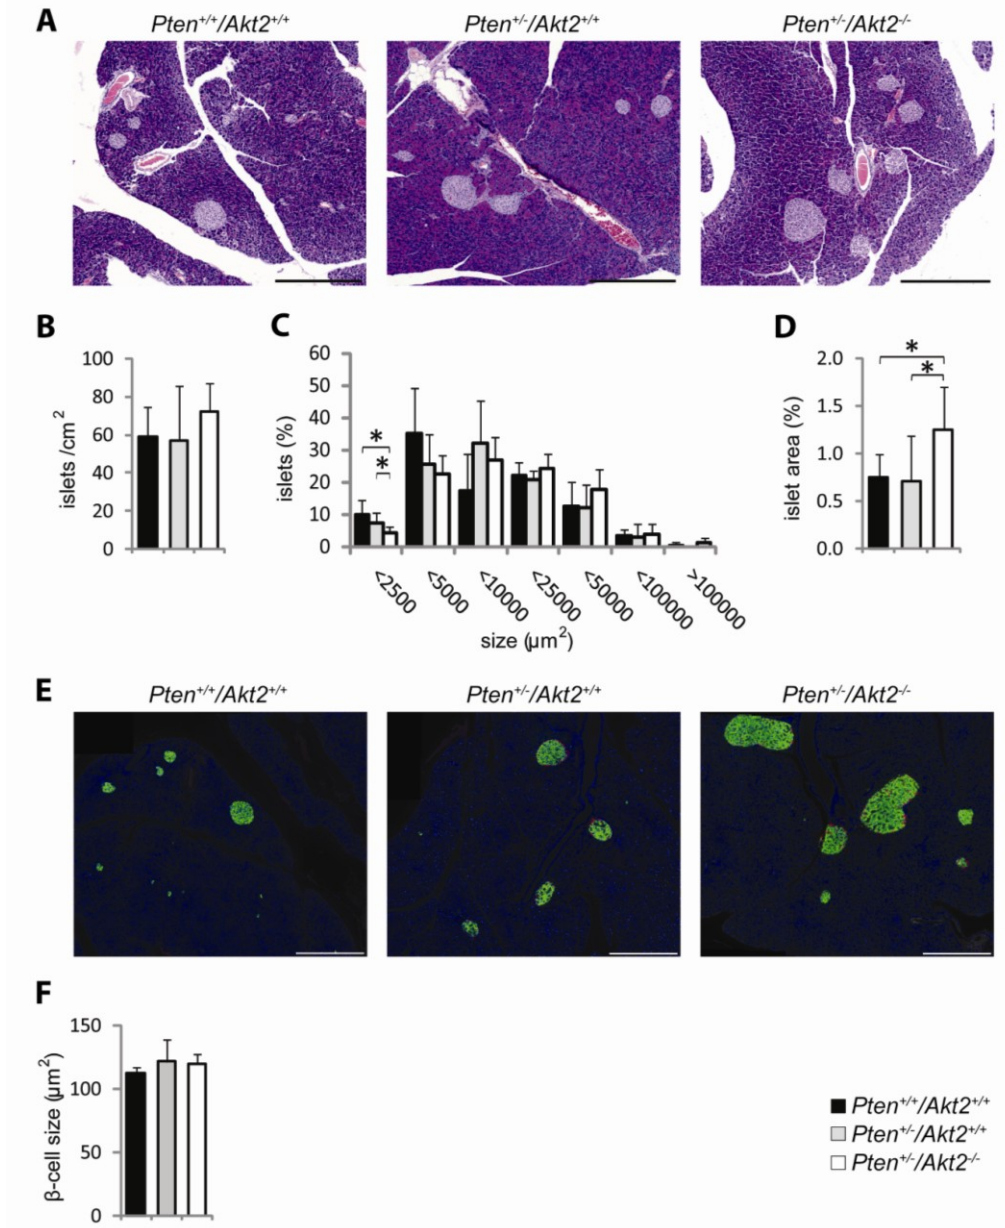 A
Pten+/+/Akt2+/+ Pten+/-/Akt2+/+ Pten+/-/Akt2-/-
B
islets /cm2
100
80
60
40
20
0
C
islets (%)
60
50
40
30
20
10
0
*
*
<2500 <5000 <10000 <25000 <50000 <100000 >100000
size (µm2)
D
islet area (%)
2.0
1.5
1.0
0.5
0.0
*
*
E
Pten+/+/Akt2+/+ Pten+/-/Akt2+/+ Pten+/-/Akt2-/-
F
β-cell size (µm2)
150
100
50
0
Pten+/+/Akt2+/+
Pten+/-/Akt2+/+
Pten+/-/Akt2-/-